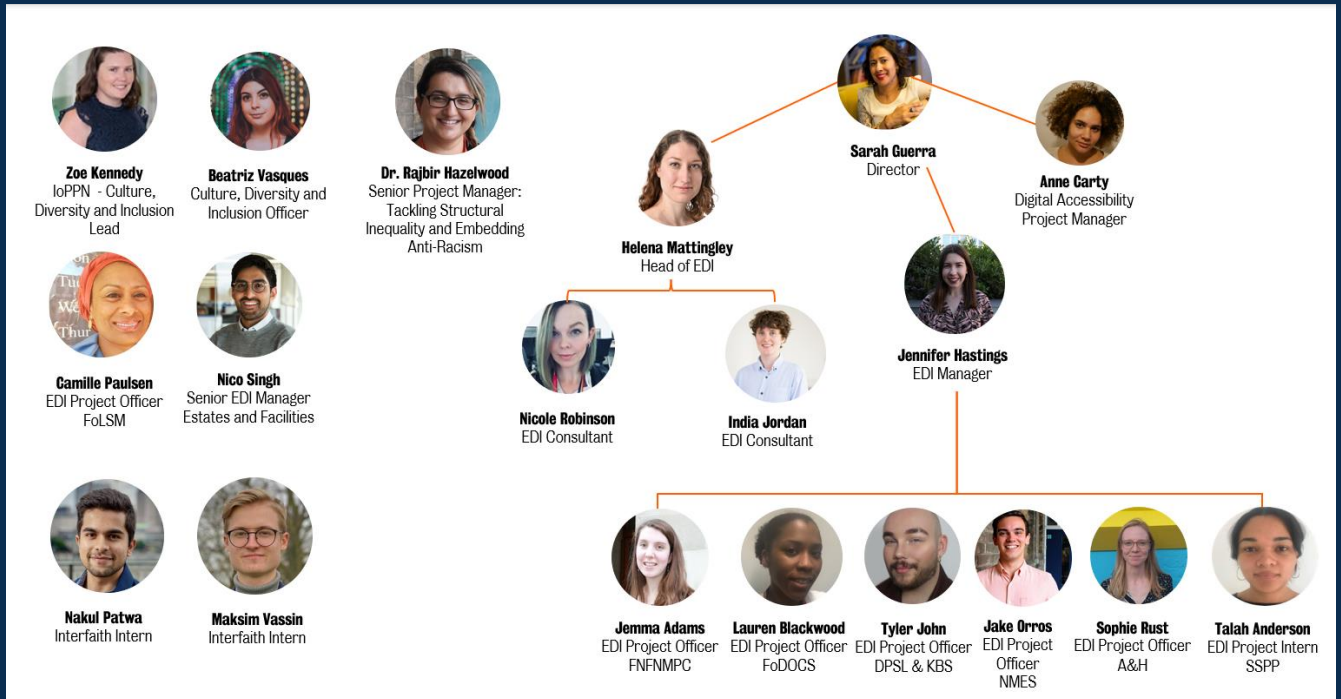 Zoe Kennedy
IoPPN - Culture,
Diversity and Inclusion
Lead
Beatriz Vasques
Culture, Diversity and
Inclusion Officer
Dr. Rajbir Hazelwood
Senior Project Manager:
Tackling Structural
Inequality and Embedding
Anti-Racism
Sarah Guerra
Director
Anne Carty
Digital Accessibility
Project Manager
Helena Mattingley
Head of EDI
Camille Paulsen
EDI Project Officer
FoLSM
Nico Singh
Senior EDI Manager
Estates and Facilities
Nicole Robinson
EDI Consultant
India Jordan
EDI Consultant
Jennifer Hastings
EDI Manager
Nakul Patwa
Interfaith Intern
Maksim Vassin
Interfaith Intern
Jemma Adams
EDI Project Officer
FNFNMPC
Lauren Blackwood
EDI Project Officer
FoDOCS
Tyler John
EDI Project Officer
DPSL & KBS
Jake Orros
EDI Project
Officer
NMES
Sophie Rust
EDI Project Officer
A&H
Talah Anderson
EDI Project Intern
SSPP